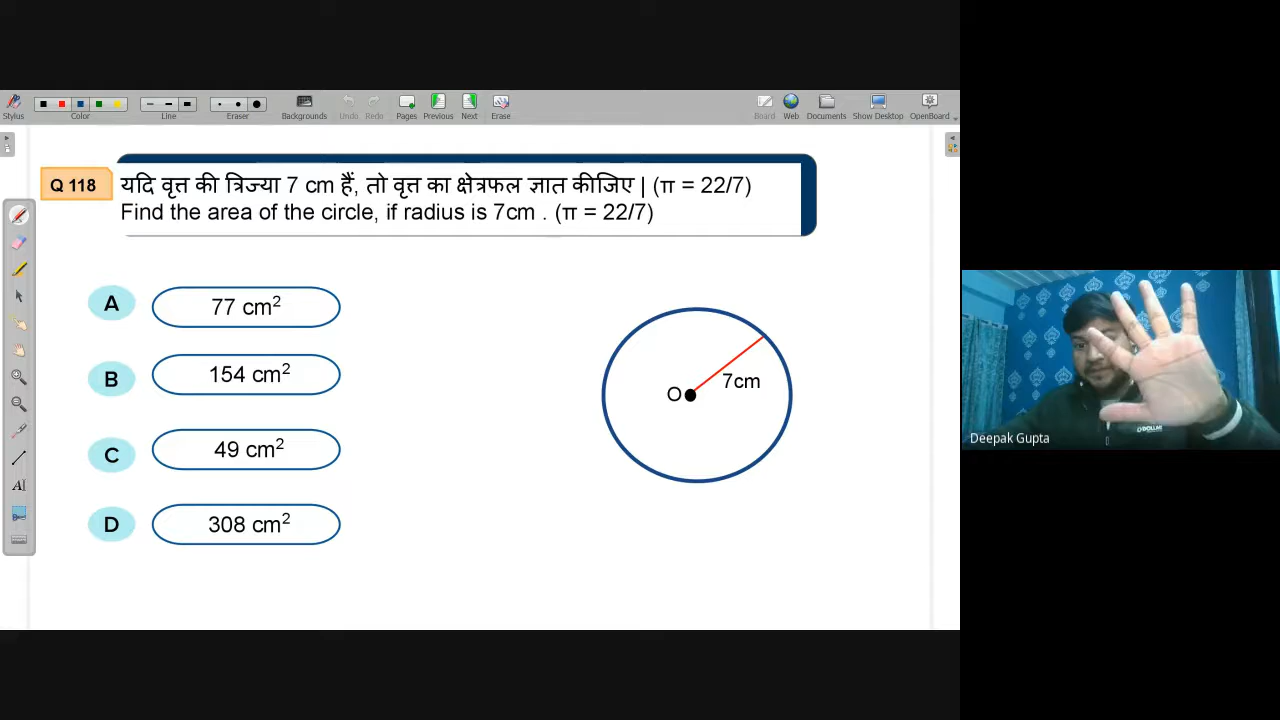 Stylus
Color
Line
Eraser
Backgrounds
Undo
Redo
Pages
Previous
Next
Erase
Board
Web
Documents
Show Desktop
OpenBoard
Q 118
यदि वृत्त की त्रिज्या 7 cm हैं, तो वृत्त का क्षेत्रफल ज्ञात कीजिए | (π = 22/7)
Find the area of the circle, if radius is 7cm . (π = 22/7)
A
77 cm²
B
154 cm²
C
49 cm²
D
308 cm²
O
7cm
AI
Deepak Gupta
DOLLAR